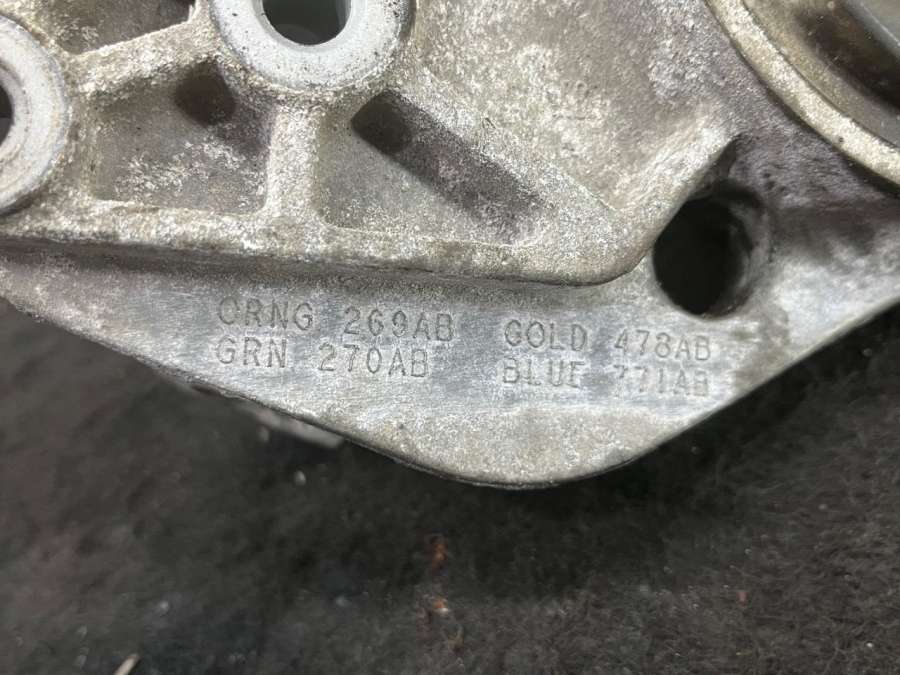 ORNG 269AB GOLD 478AB
GRN 270AB BLUE 771AB